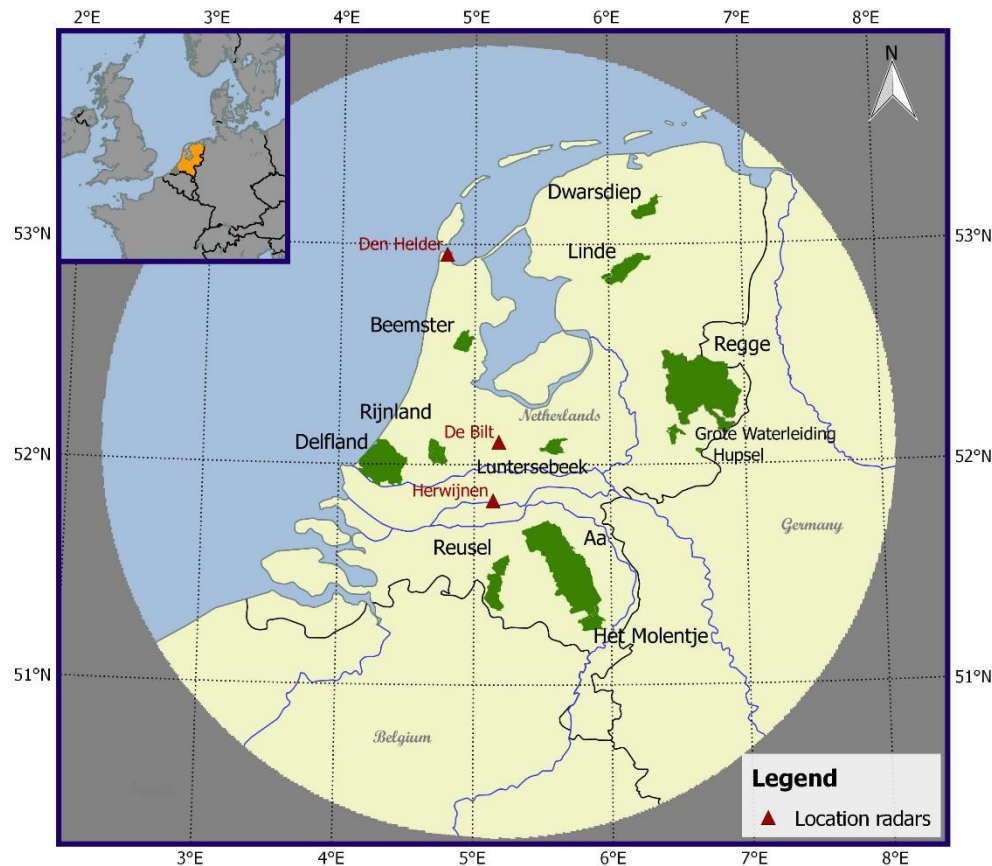 2°E 3°E 4°E 5°E 6°E 7°E 8°E
N
Dwarsdiep
53°N
53°N
Den Helder
Linde
Beemster
Regge
Rijnland
Netherlands
De Bilt
Delfland
Grote Waterleiding
52°N
52°N
Luntersebeek
Hupsel
Herwijnen
Germany
Reusel
Aa
Het Molentje
51°N
51°N
Belgium
Legend
Location radars
3°E 4°E 5°E 6°E 7°E